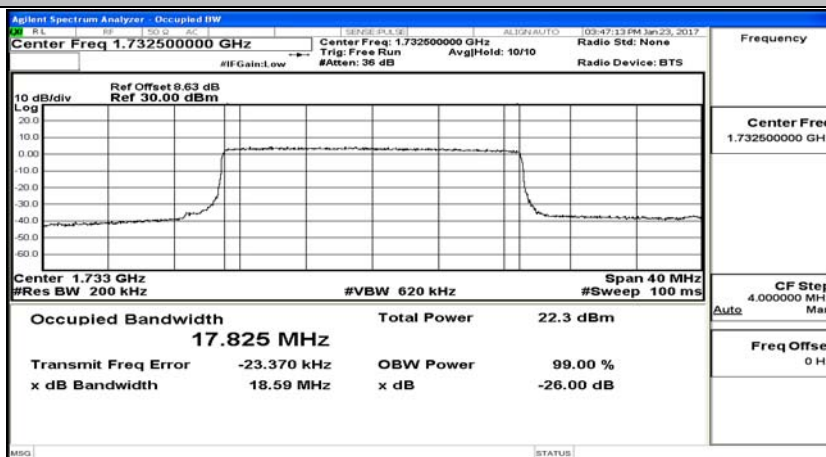 Agilent Spectrum Analyzer - Occupied BW
RL RF 50 Ω AC SENSE:PULSE ALIGN AUTO 03:47:13 PM Jan 23, 2017
Center Freq 1.732500000 GHz
Center Freq: 1.732500000 GHz
Radio Std: None
Trig: Free Run Avg|Hold: 10/10
#IFGain:Low #Atten: 36 dB Radio Device: BTS
Ref Offset 8.63 dB
10 dB/div Ref 30.00 dBm
Log
20.0
10.0
0.00
-10.0
-20.0
-30.0
-40.0
-50.0
-60.0
Center 1.733 GHz Span 40 MHz
#Res BW 200 kHz #VBW 620 kHz #Sweep 100 ms
Occupied Bandwidth Total Power 22.3 dBm
17.825 MHz
Transmit Freq Error -23.370 kHz OBW Power 99.00 %
x dB Bandwidth 18.59 MHz x dB -26.00 dB
MSG STATUS
Frequency
Center Fre
1.732500000 GH
CF Step
4.000000 MH
Auto Ma
Freq Offse
0 H